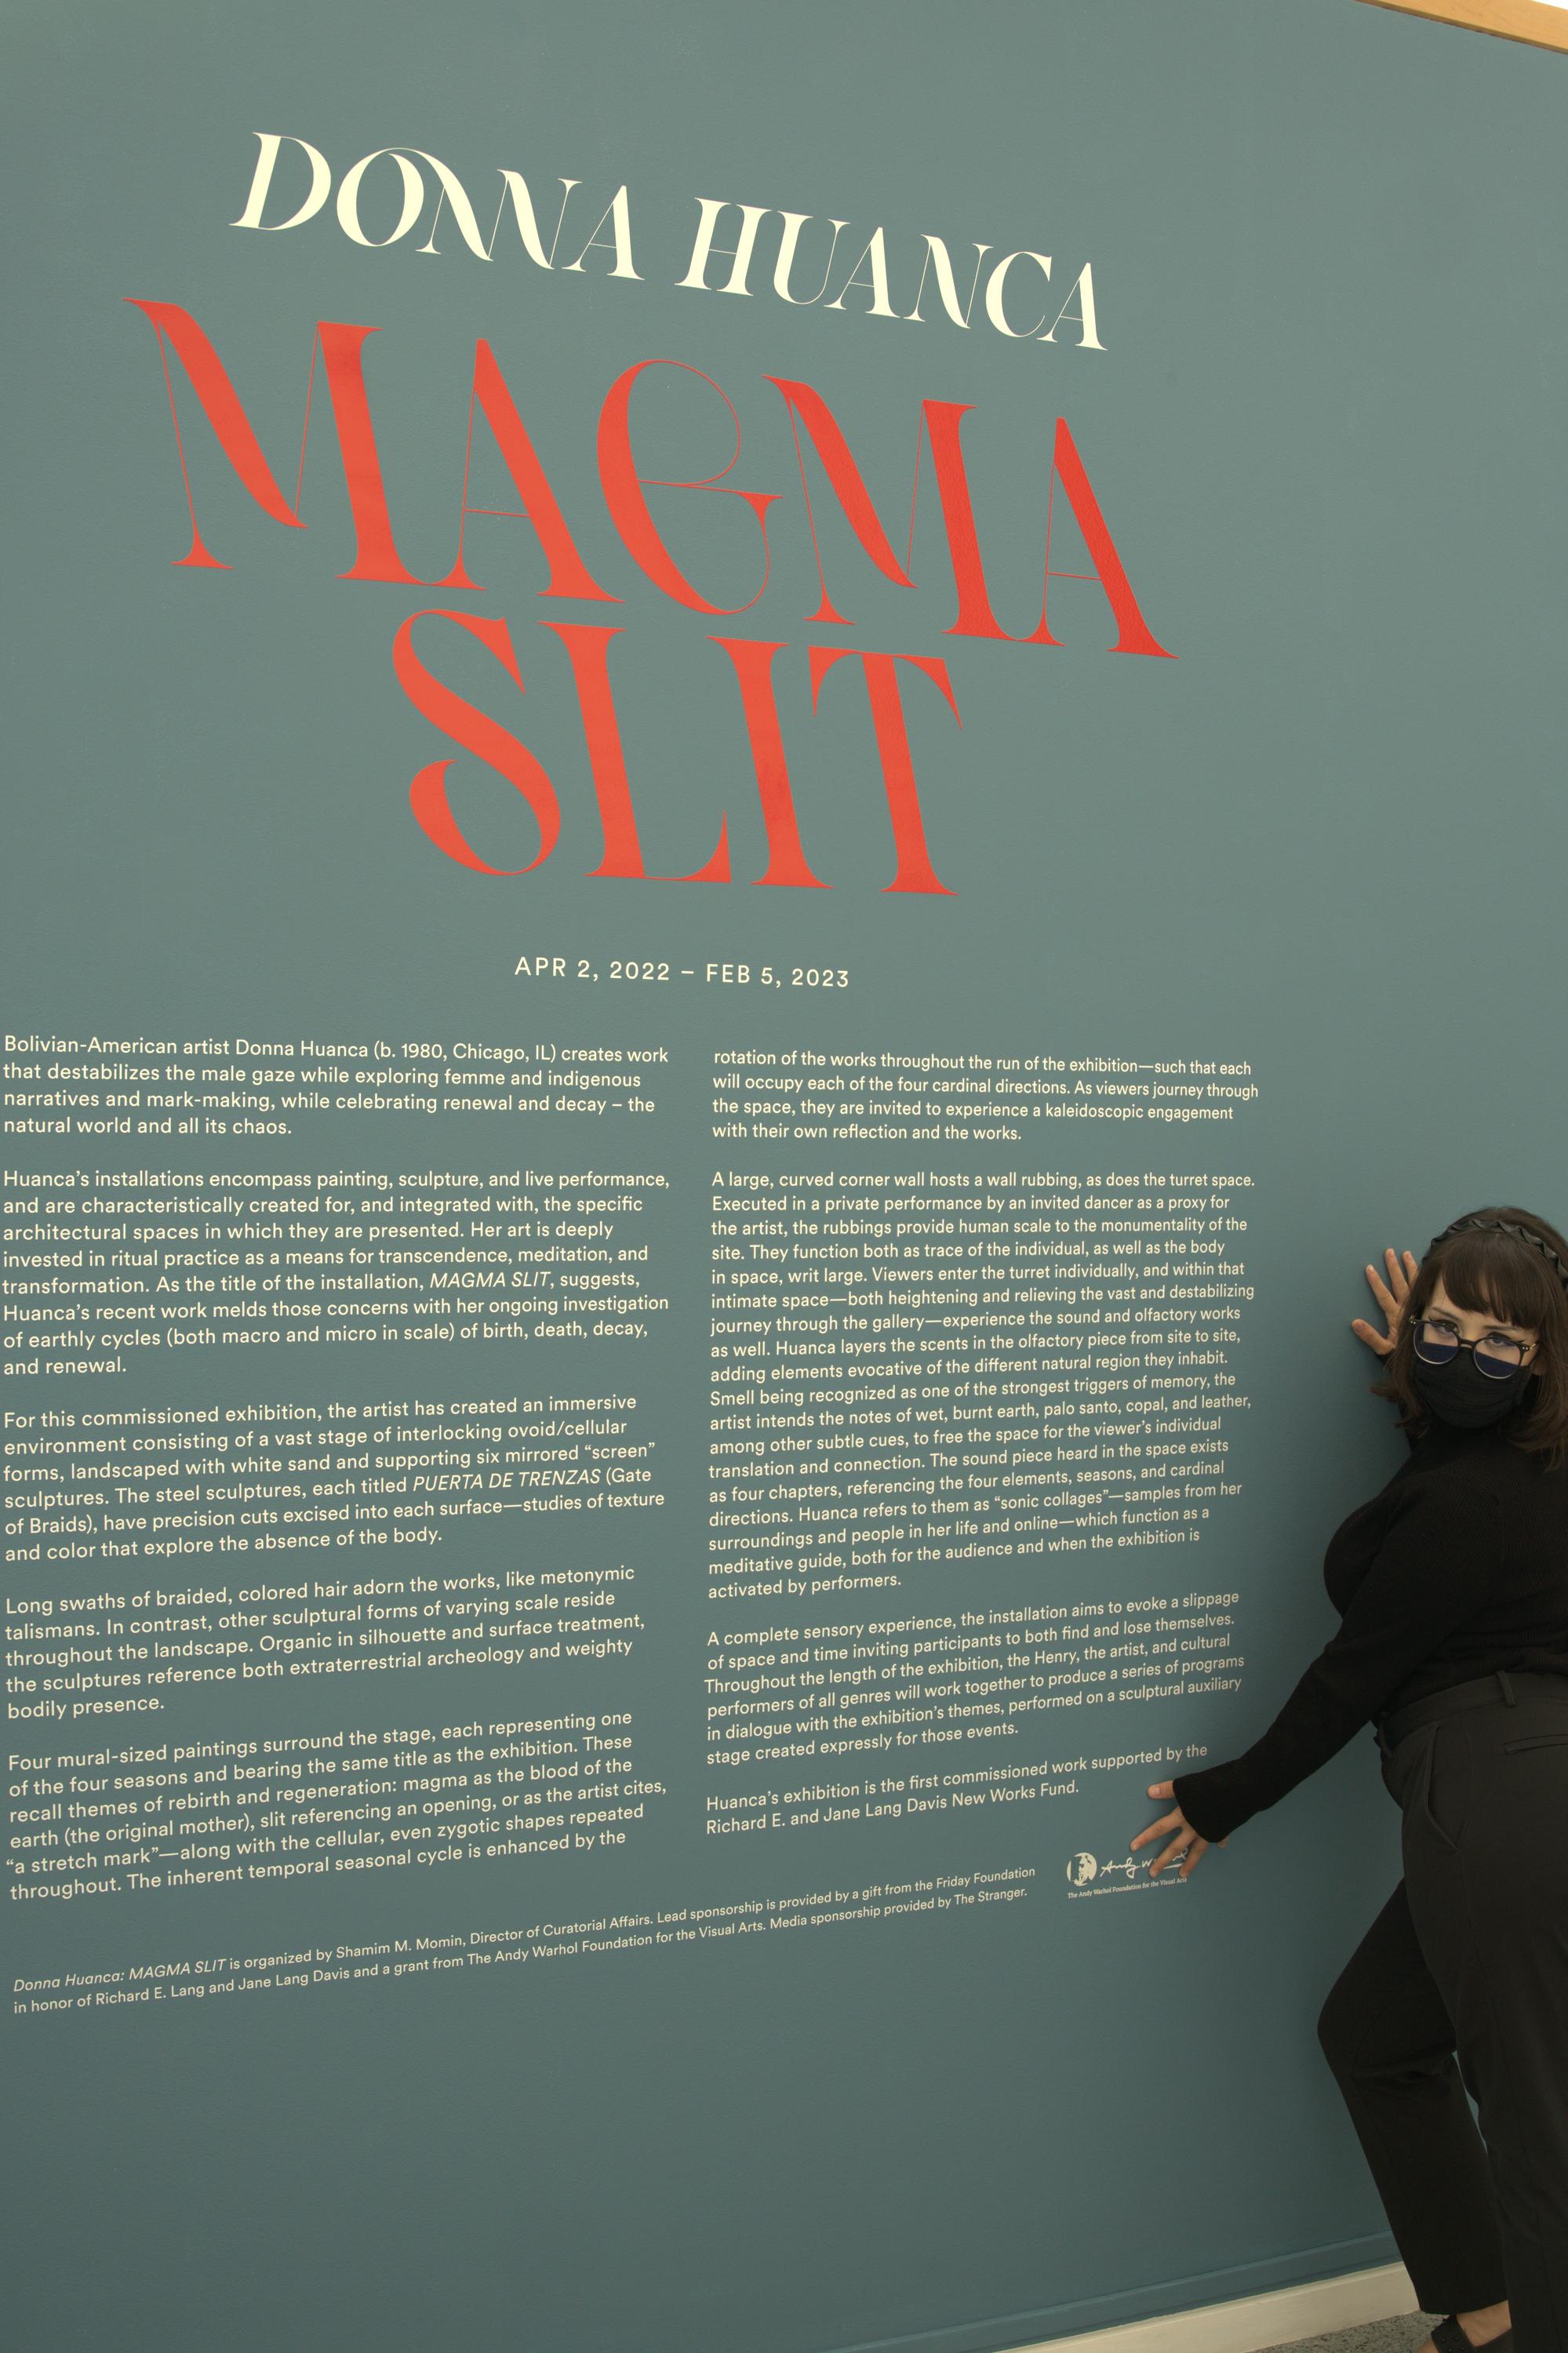 DONNA HUANCA
MAGMA
SLIT
APR 2, 2022 – FEB 5, 2023
Bolivian-American artist Donna Huanca (b. 1980, Chicago, IL) creates work
that destabilizes the male gaze while exploring femme and indigenous
narratives and mark-making, while celebrating renewal and decay – the
natural world and all its chaos.
Huanca’s installations encompass painting, sculpture, and live performance,
and are characteristically created for, and integrated with, the specific
architectural spaces in which they are presented. Her art is deeply
invested in ritual practice as a means for transcendence, meditation, and
transformation. As the title of the installation, MAGMA SLIT, suggests,
Huanca’s recent work melds those concerns with her ongoing investigation
of earthly cycles (both macro and micro in scale) of birth, death, decay,
and renewal.
For this commissioned exhibition, the artist has created an immersive
environment consisting of a vast stage of interlocking ovoid/cellular
forms, landscaped with white sand and supporting six mirrored “screen”
sculptures. The steel sculptures, each titled PUERTA DE TRENZAS (Gate
of Braids), have precision cuts excised into each surface—studies of texture
and color that explore the absence of the body.
Long swaths of braided, colored hair adorn the works, like metonymic
talismans. In contrast, other sculptural forms of varying scale reside
throughout the landscape. Organic in silhouette and surface treatment,
the sculptures reference both extraterrestrial archeology and weighty
bodily presence.
Four mural-sized paintings surround the stage, each representing one
of the four seasons and bearing the same title as the exhibition. These
recall themes of rebirth and regeneration: magma as the blood of the
earth (the original mother), slit referencing an opening, or as the artist cites,
“a stretch mark”—along with the cellular, even zygotic shapes repeated
throughout. The inherent temporal seasonal cycle is enhanced by the
rotation of the works throughout the run of the exhibition—such that each
will occupy each of the four cardinal directions. As viewers journey through
the space, they are invited to experience a kaleidoscopic engagement
with their own reflection and the works.
A large, curved corner wall hosts a wall rubbing, as does the turret space.
Executed in a private performance by an invited dancer as a proxy for
the artist, the rubbings provide human scale to the monumentality of the
site. They function both as trace of the individual, as well as the body
in space, writ large. Viewers enter the turret individually, and within that
intimate space—both heightening and relieving the vast and destabilizing
journey through the gallery—experience the sound and olfactory works
as well. Huanca layers the scents in the olfactory piece from site to site,
adding elements evocative of the different natural region they inhabit.
Smell being recognized as one of the strongest triggers of memory, the
artist intends the notes of wet, burnt earth, palo santo, copal, and leather,
among other subtle cues, to free the space for the viewer’s individual
translation and connection. The sound piece heard in the space exists
as four chapters, referencing the four elements, seasons, and cardinal
directions. Huanca refers to them as “sonic collages”—samples from her
surroundings and people in her life and online—which function as a
meditative guide, both for the audience and when the exhibition is
activated by performers.
A complete sensory experience, the installation aims to evoke a slippage
of space and time inviting participants to both find and lose themselves.
Throughout the length of the exhibition, the Henry, the artist, and cultural
performers of all genres will work together to produce a series of programs
in dialogue with the exhibition’s themes, performed on a sculptural auxiliary
stage created expressly for those events.
Huanca’s exhibition is the first commissioned work supported by the
Richard E. and Jane Lang Davis New Works Fund.
Donna Huanca: MAGMA SLIT is organized by Shamim M. Momin, Director of Curatorial Affairs. Lead sponsorship is provided by a gift from the Friday Foundation
in honor of Richard E. Lang and Jane Lang Davis and a grant from The Andy Warhol Foundation for the Visual Arts. Media sponsorship provided by The Stranger.
Andy
The Andy Warhol Foundation for the Visual Arts